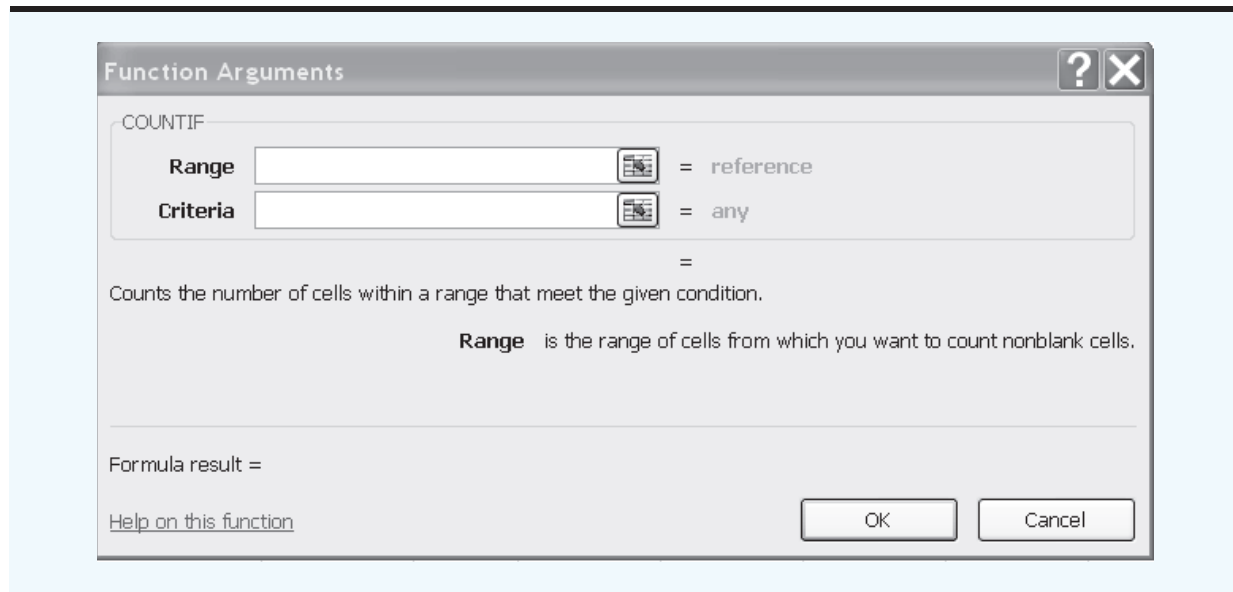 Function Arguments
COUNTIF
Range = reference
Criteria = any
=
Counts the number of cells within a range that meet the given condition.
Range is the range of cells from which you want to count nonblank cells.
Formula result =
Help on this function OK Cancel